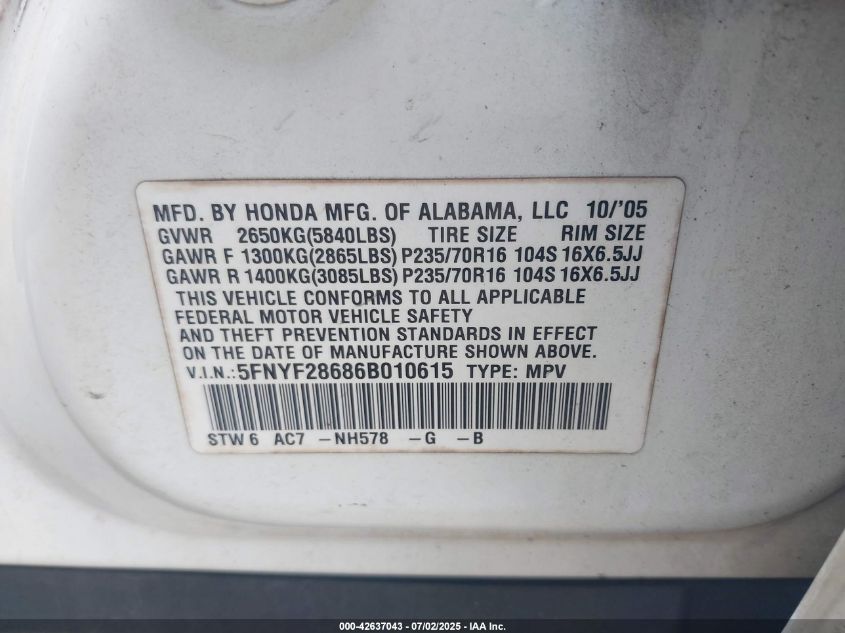 MFD. BY HONDA MFG. OF ALABAMA, LLC 10/'05
GVWR 2650KG(5840LBS) TIRE SIZE RIM SIZE
GAWR F 1300KG(2865LBS) P235/70R16 104S 16X6.5JJ
GAWR R 1400KG(3085LBS) P235/70R16 104S 16X6.5JJ
THIS VEHICLE CONFORMS TO ALL APPLICABLE
FEDERAL MOTOR VEHICLE SAFETY
AND THEFT PREVENTION STANDARDS IN EFFECT
ON THE DATE OF MANUFACTURE SHOWN ABOVE.
V.I.N.:5FNYF28686B010615 TYPE: MPV
STW6 AC7 –NH578 –G –B
000-42637043 / 07/02/2025 - IAA Inc.